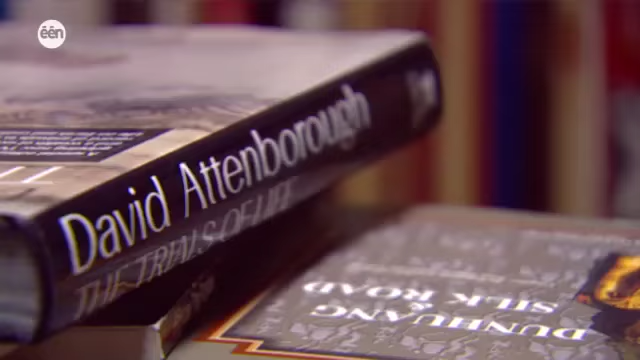 één
David Attenborough
THE TRIALS OF LIFE
DUNHUANG
&
SILK ROAD